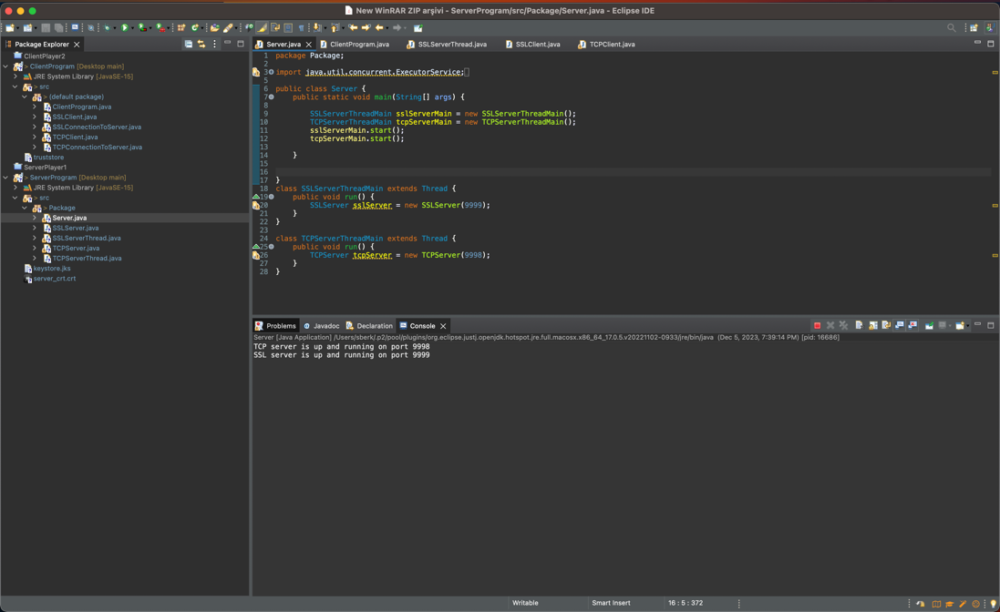 New WinRAR ZIP arşivi - ServerProgram/src/Package/Server.java - Eclipse IDE
Package Explorer
ClientPlayer2
> ClientProgram [Desktop main]
JRE System Library [JavaSE-15]
> src
> (default package)
ClientProgram.java
SSLClient.java
SSLConnectionToServer.java
TCPClient.java
TCPConnectionToServer.java
truststore
ServerPlayer1
> ServerProgram [Desktop main]
JRE System Library [JavaSE-15]
> src
> Package
Server.java
SSLServer.java
SSLServerThread.java
TCPServer.java
TCPServerThread.java
keystore.jks
server_crt.crt
Server.java ClientProgram.java SSLServerThread.java SSLClient.java TCPClient.java
1 package Package;
2
3 import java.util.concurrent.ExecutorService;
5
6 public class Server {
7 public static void main(String[] args) {
8
9 SSLServerThreadMain sslServerMain = new SSLServerThreadMain();
10 TCPServerThreadMain tcpServerMain = new TCPServerThreadMain();
11 sslServerMain.start();
12 tcpServerMain.start();
13
14 }
15
16
17 }
18 class SSLServerThreadMain extends Thread {
19 public void run() {
20 SSLServer sslServer = new SSLServer(9999);
21 }
22 }
23
24 class TCPServerThreadMain extends Thread {
25 public void run() {
26 TCPServer tcpServer = new TCPServer(9998);
27 }
28 }
Problems Javadoc Declaration Console
Server [Java Application] /Users/sberk/.p2/pool/plugins/org.eclipse.justj.openjdk.hotspot.jre.full.macosx.x86_64_17.0.5.v20221102-0933/jre/bin/java (Dec 5, 2023, 7:39:14 PM) [pid: 16686]
TCP server is up and running on port 9998
SSL server is up and running on port 9999
Writable Smart Insert 16 : 5 : 372